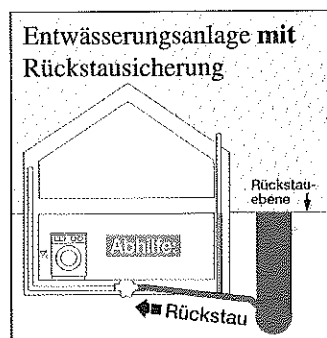 Entwässerungsanlage mit
Rückstausicherung
Rückstau-
ebene
Abhilfe
Rückstau